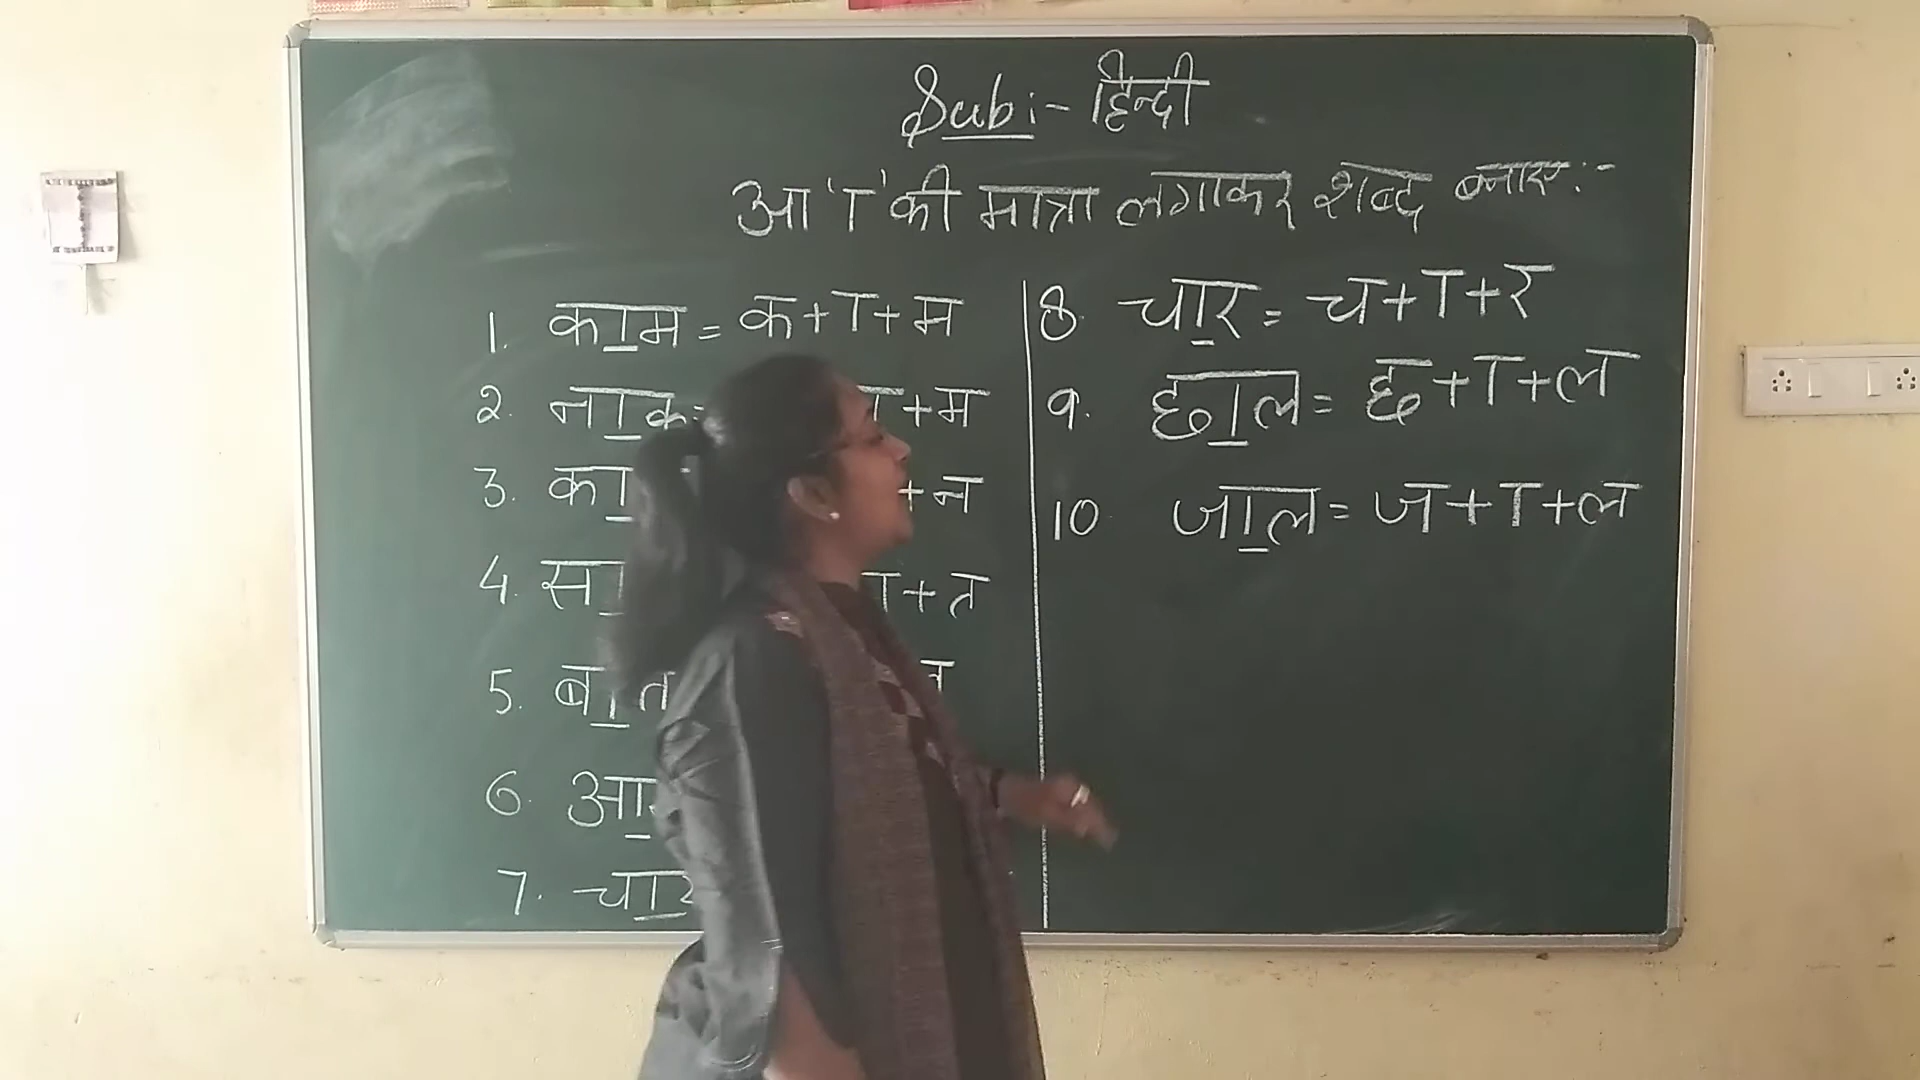 Sub:- हिन्दी
आ 'ा' की मात्रा लगाकर शब्द बनाए:-
1. काम = क+ा+म
2. नाक= ा+म
3. का +न
4. सा ा+त
5. बात त
6. आ
7. चा
8. चार = च+ा+र
9. छाल= छ+ा+ल
10 जाल= ज+ा+ल